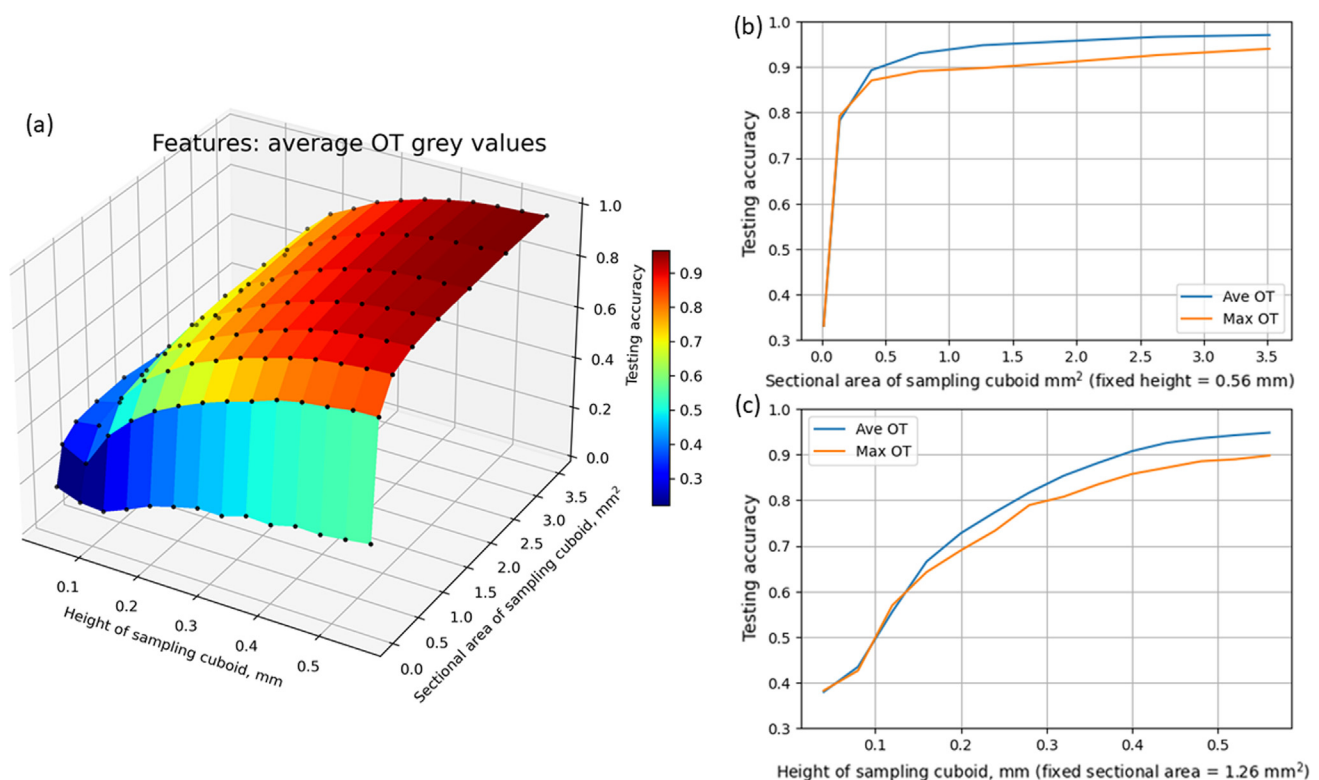 (a)
Features: average OT grey values
1.0
0.8
0.6
0.4
0.2
0.0
Testing accuracy
0.9
0.8
0.7
0.6
0.5
0.4
0.3
0.1
0.2
0.3
0.4
0.5
Height of sampling cuboid, mm
0.0
0.5
1.0
1.5
2.0
2.5
3.0
3.5
Sectional area of sampling cuboid, mm²
(b)
1.0
0.9
0.8
0.7
0.6
0.5
0.4
0.3
Testing accuracy
Ave OT
Max OT
0.0 0.5 1.0 1.5 2.0 2.5 3.0 3.5
Sectional area of sampling cuboid mm² (fixed height = 0.56 mm)
(c)
1.0
0.9
0.8
0.7
0.6
0.5
0.4
0.3
Testing accuracy
Ave OT
Max OT
0.1 0.2 0.3 0.4 0.5
Height of sampling cuboid, mm (fixed sectional area = 1.26 mm²)